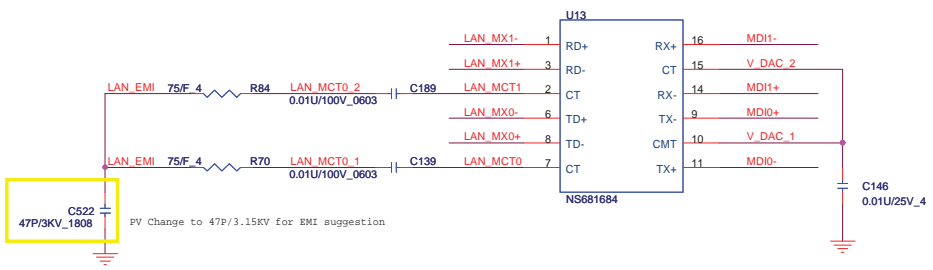 U13
LAN_MX1- 1 RD+ RX+ 16 MDI1-
LAN_MX1+ 3 RD- CT 15 V_DAC_2
LAN_EMI 75/F_4 R84 LAN_MCT0_2 C189 LAN_MCT1 2 CT RX- 14 MDI1+
0.01U/100V_0603
LAN_MX0- 6 TD+ TX- 9 MDI0+
LAN_MX0+ 8 TD- CMT 10 V_DAC_1
LAN_EMI 75/F_4 R70 LAN_MCT0_1 C139 LAN_MCT0 7 CT TX+ 11 MDI0-
0.01U/100V_0603
C146
0.01U/25V_4
NS681684
C522
47P/3KV_1808
PV Change to 47P/3.15KV for EMI suggestion